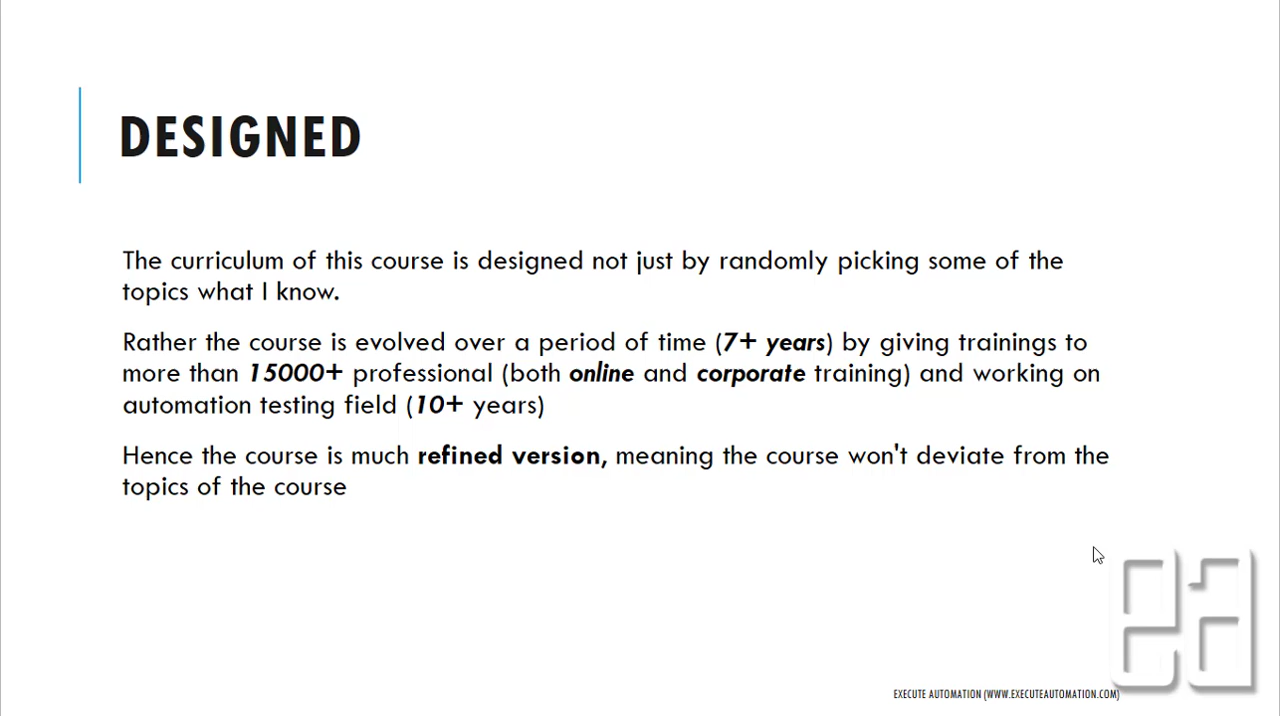 DESIGNED
The curriculum of this course is designed not just by randomly picking some of the
topics what I know.
Rather the course is evolved over a period of time (7+ years) by giving trainings to
more than 15000+ professional (both online and corporate training) and working on
automation testing field (10+ years)
Hence the course is much refined version, meaning the course won't deviate from the
topics of the course
ea
EXECUTE AUTOMATION (WWW.EXECUTEAUTOMATION.COM)